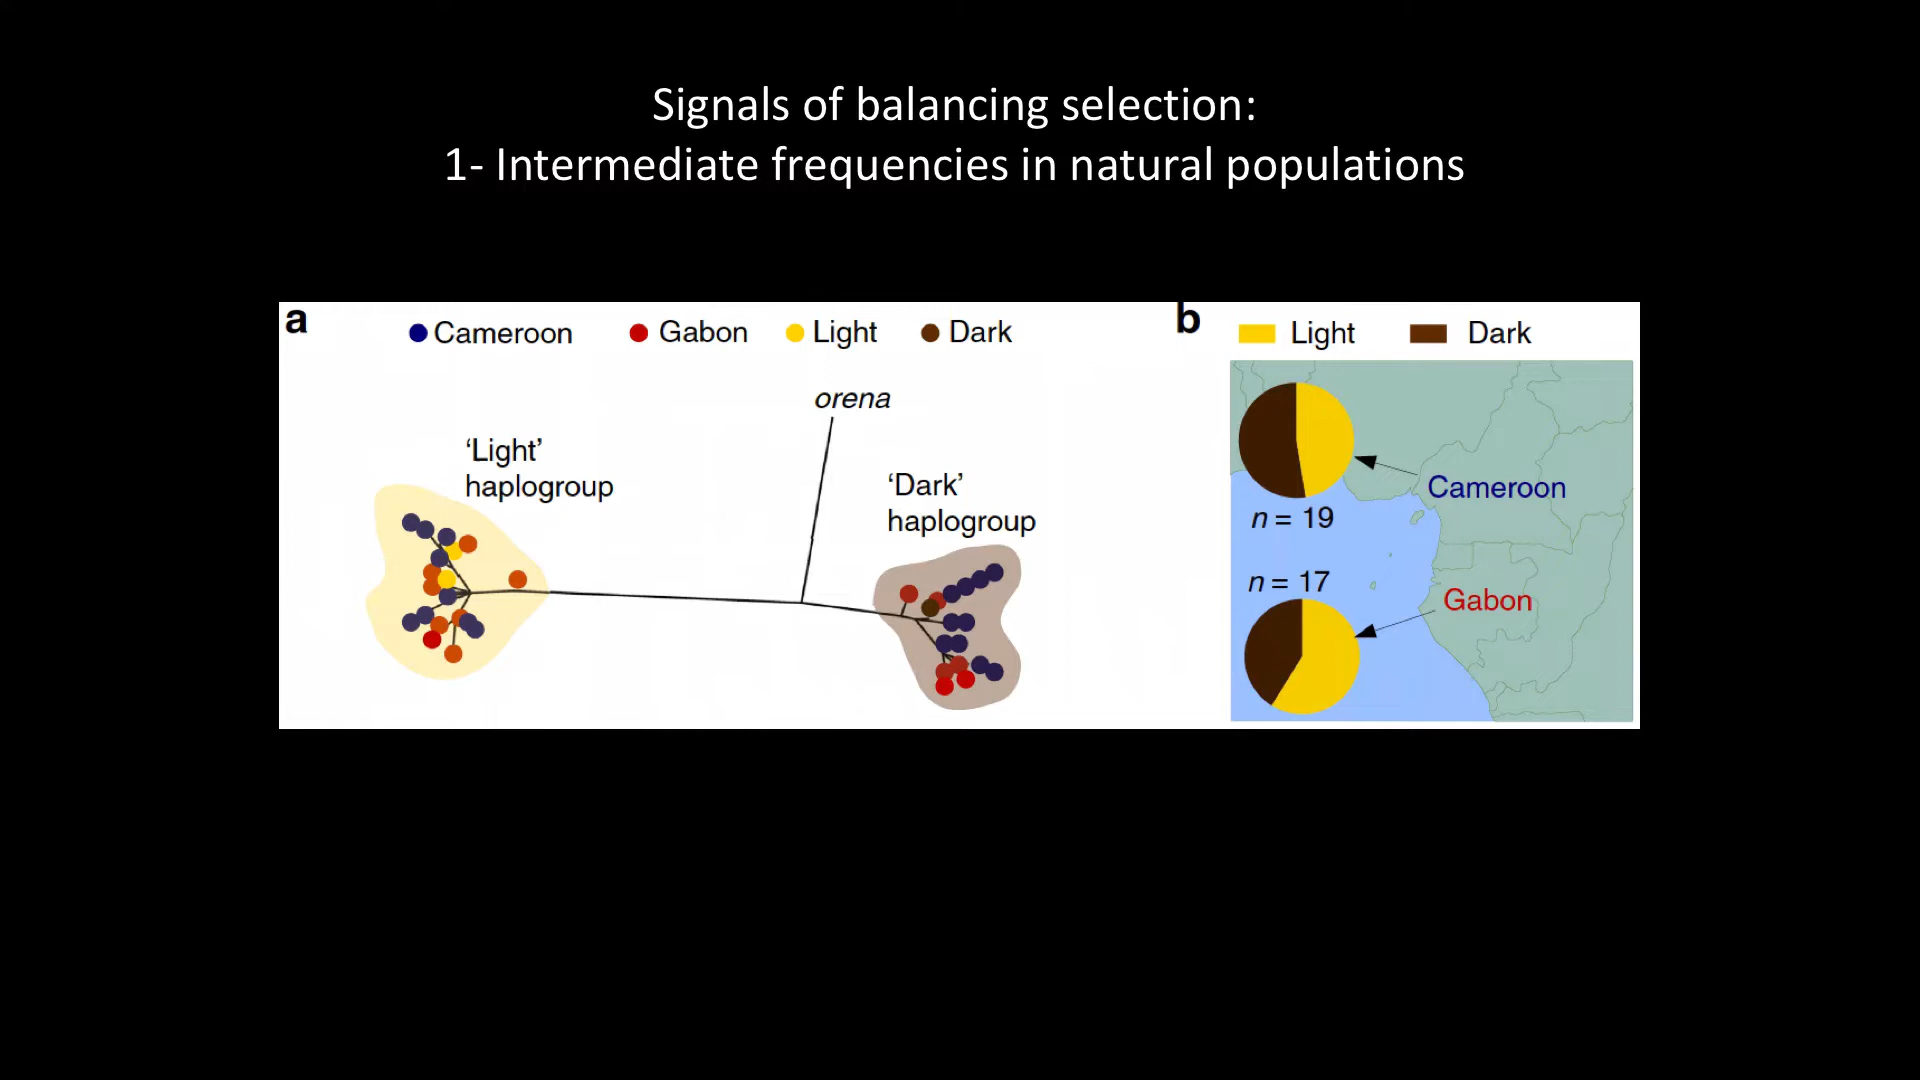 Signals of balancing selection:
1- Intermediate frequencies in natural populations
a
Cameroon Gabon Light Dark
orena
‘Light’
haplogroup
‘Dark’
haplogroup
b
Light Dark
Cameroon
n = 19
n = 17
Gabon